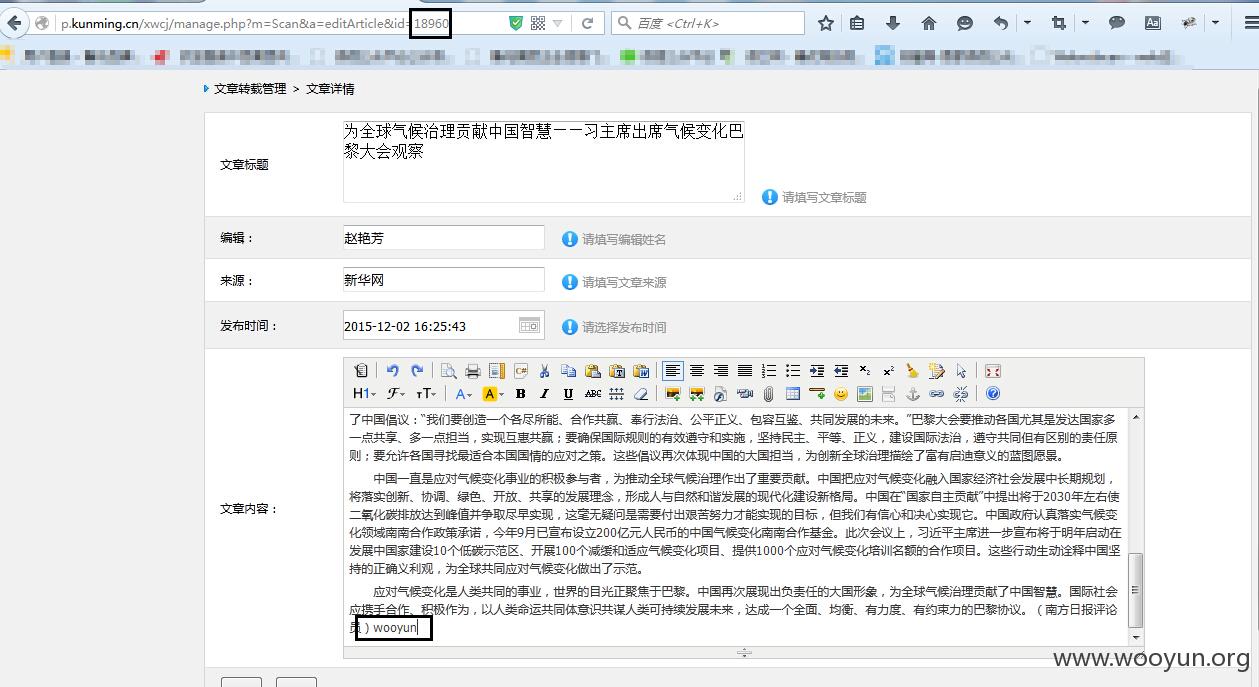 p.kunming.cn/xwcj/manage.php?m=Scan&a=editArticle&id=18960
百度 <Ctrl+K>
文章转载管理 > 文章详情
文章标题
为全球气候治理贡献中国智慧——习主席出席气候变化巴
黎大会观察
请填写文章标题
编辑：
赵艳芳
请填写编辑姓名
来源：
新华网
请填写文章来源
发布时间：
2015-12-02 16:25:43
请选择发布时间
文章内容：
了中国倡议：“我们要创造一个各尽所能、合作共赢、奉行法治、公平正义、包容互鉴、共同发展的未来。”巴黎大会要推动各国尤其是发达国家多
一点共享、多一点担当，实现互惠共赢；要确保国际规则的有效遵守和实施，坚持民主、平等、正义，建设国际法治，遵守共同但有区别的责任原
则；要允许各国寻找最适合本国国情的应对之策。这些倡议再次体现中国的大国担当，为创新全球治理描绘了富有启迪意义的蓝图愿景。
中国一直是应对气候变化事业的积极参与者，为推动全球气候治理作出了重要贡献。中国把应对气候变化融入国家经济社会发展中长期规划，
将落实创新、协调、绿色、开放、共享的发展理念，形成人与自然和谐发展的现代化建设新格局。中国在“国家自主贡献”中提出将于2030年左右使
二氧化碳排放达到峰值并争取尽早实现，这毫无疑问是需要付出艰苦努力才能实现的目标，但我们有信心和决心实现它。中国政府认真落实气候变
化领域南南合作政策承诺，今年9月已宣布设立200亿元人民币的中国气候变化南南合作基金。此次会议上，习近平主席进一步宣布将于明年启动在
发展中国家建设10个低碳示范区、开展100个减缓和适应气候变化项目、提供1000个应对气候变化培训名额的合作项目。这些行动生动诠释中国坚
持的正确义利观，为全球共同应对气候变化做出了示范。
应对气候变化是人类共同的事业，世界的目光正聚焦于巴黎。中国再次展现出负责任的大国形象，为全球气候治理贡献了中国智慧。国际社会
应携手合作、积极作为，以人类命运共同体意识共谋人类可持续发展未来，达成一个全面、均衡、有力度、有约束力的巴黎协议。（南方日报评论
员）wooyun
www.wooyun.org